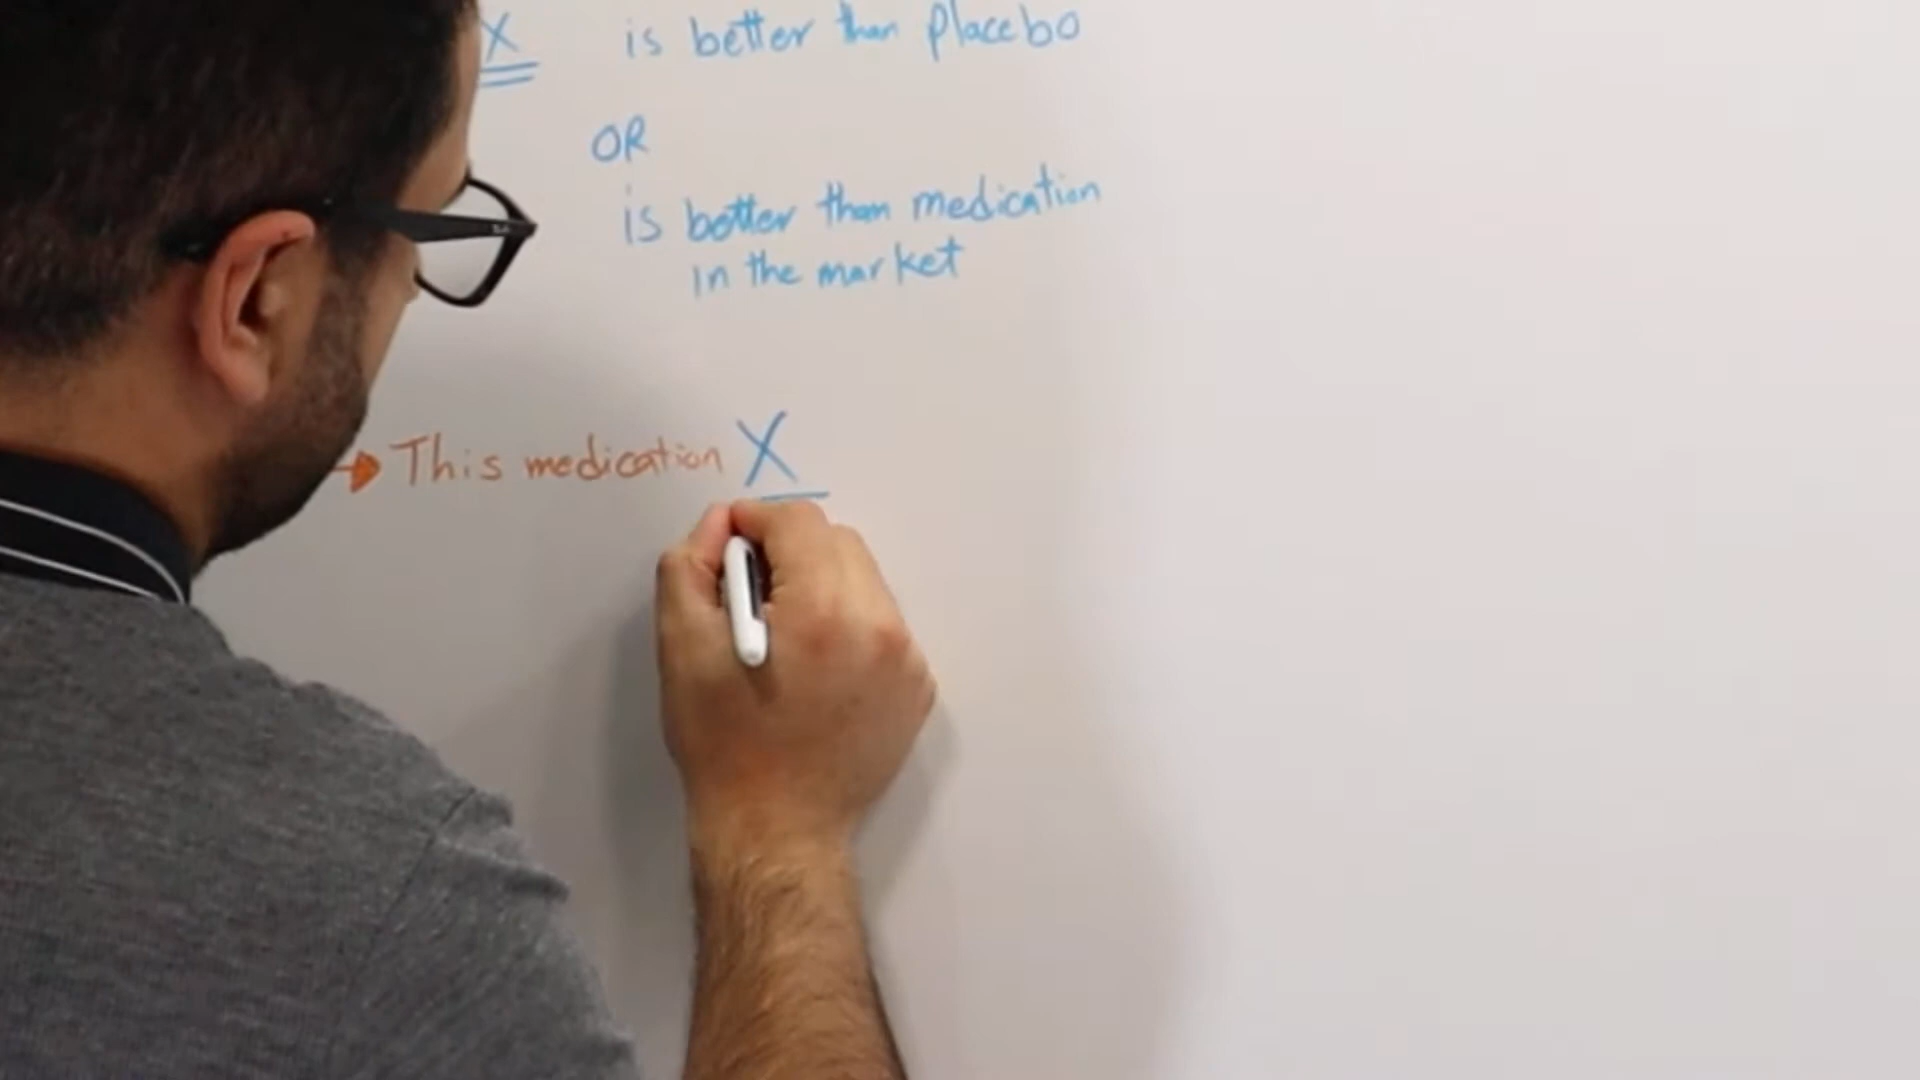 X is better than placebo
OR
is better than medication
in the market
This medication X